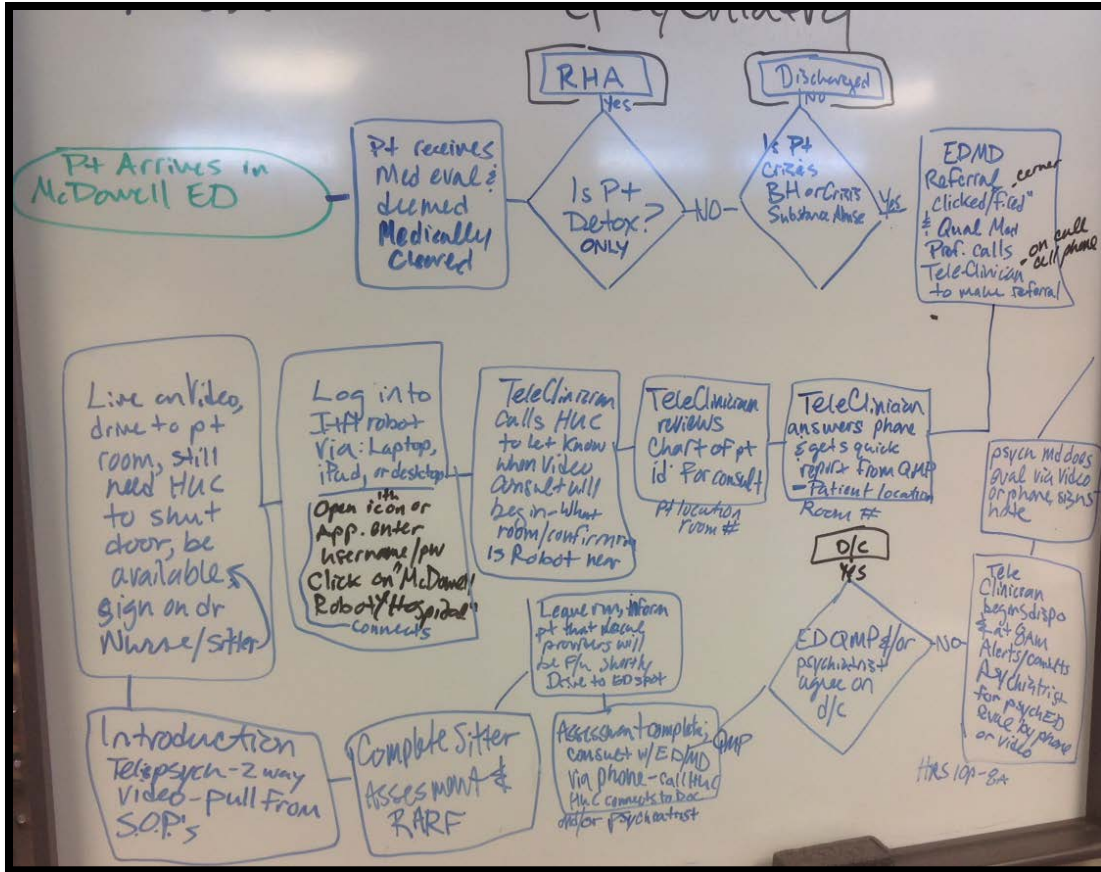 RHA
Yes
Discharged
NO
Pt Arrives in
McDowell ED
Pt receives
Med eval &
deemed
Medically
Cleared
Is Pt
Detox?
ONLY
NO
Is Pt
Crisis
BH or Crisis
Substance Abuse
Yes
EDMD
Referral - cerner
clicked/fired"
& Qual Med
Prof. calls - on call
cell phone
Tele-Clinician
to make referral
TeleClinician
answers phone
& gets quick
report from QMP
- Patient location
Room #
TeleClinician
reviews
Chart of pt
id' for consult
Pt location
room #
TeleClinician
calls HUC
to let know
when video
consult will
begin - what
room/confirm
is Robot near
Log into
robot
via: Laptop,
iPad, or desktop
Open icon or
App. enter
username/pw
Click on "McDowell
Robot/Hospital"
connects
Live on Video,
drive to pt
room, still
need HUC
to shut
door, be
available
sign on dr
Nurse/sitter
Introduction
Telepsych - 2 way
video - pull from
S.O.P.'s
Complete Sitter
Assesment &
RARF
Leave rm, inform
pt that
providers will
be F/u shortly
Drive to ED spot
Assessment complete;
consult w/ED/MD
via phone - call HUC
HUC connects to Doc
and/or psychiatrist
QMP
D/C
YES
ED QMP &/or
psychiatrist
agree on
d/c
NO
Tele
Clinician
begins dispo
& at 8AM
Alerts/consults
Psychiatrist
for psych ED
eval by phone
or video
HRS 10P-8A
psych md does
eval via video
or phone, signs
note